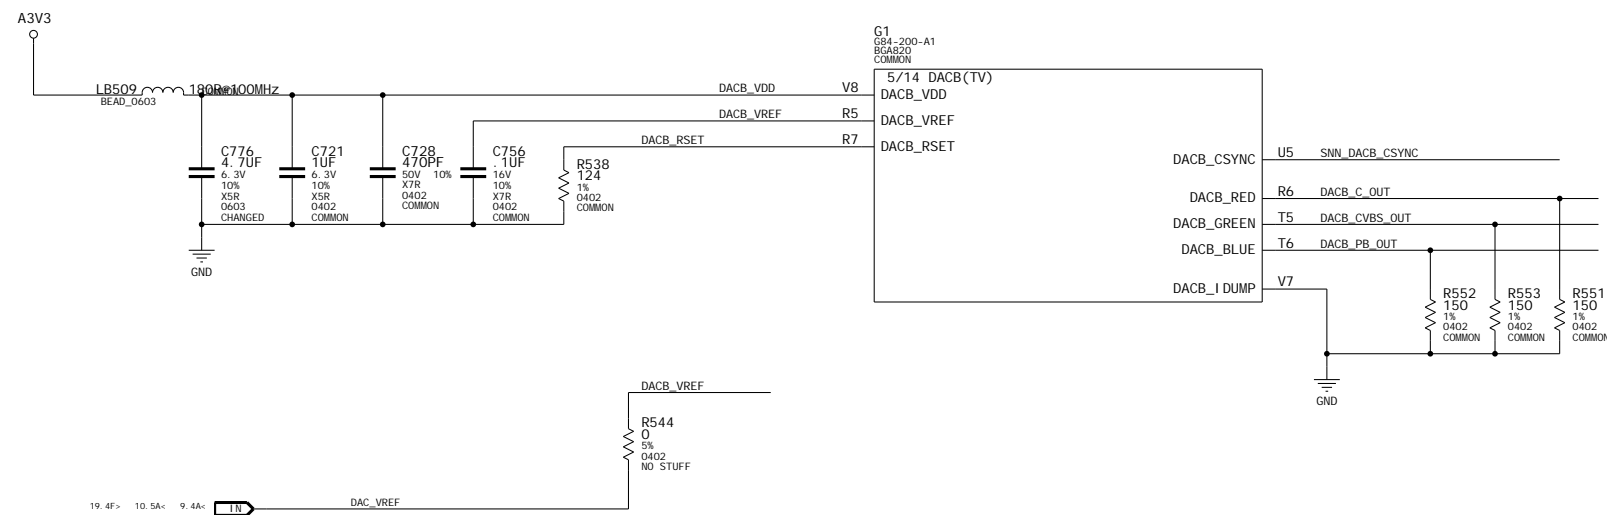 A3V3
LB509 180R@100MHz
BEAD_0603
G1
G84-200-A1
BGA820
COMMON
5/14 DACB(TV)
DACB_VDD V8 DACB_VDD
DACB_VREF R5 DACB_VREF
DACB_RSET R7 DACB_RSET
C776
4.7UF
6.3V
10%
X5R
0603
CHANGED
C721
1UF
6.3V
10%
X5R
0402
COMMON
C728
470PF
50V 10%
X7R
0402
COMMON
C756
.1UF
16V
10%
X7R
0402
COMMON
R538
124
1%
0402
COMMON
GND
DACB_CSYNC U5 SNN_DACB_CSYNC
DACB_RED R6 DACB_C_OUT
DACB_GREEN T5 DACB_CVBS_OUT
DACB_BLUE T6 DACB_PB_OUT
DACB_IDUMP V7
R552
150
1%
0402
COMMON
R553
150
1%
0402
COMMON
R551
150
1%
0402
COMMON
GND
DACB_VREF
R544
0
5%
0402
NO STUFF
19.4F> 10.5A< 9.4A< IN DAC_VREF